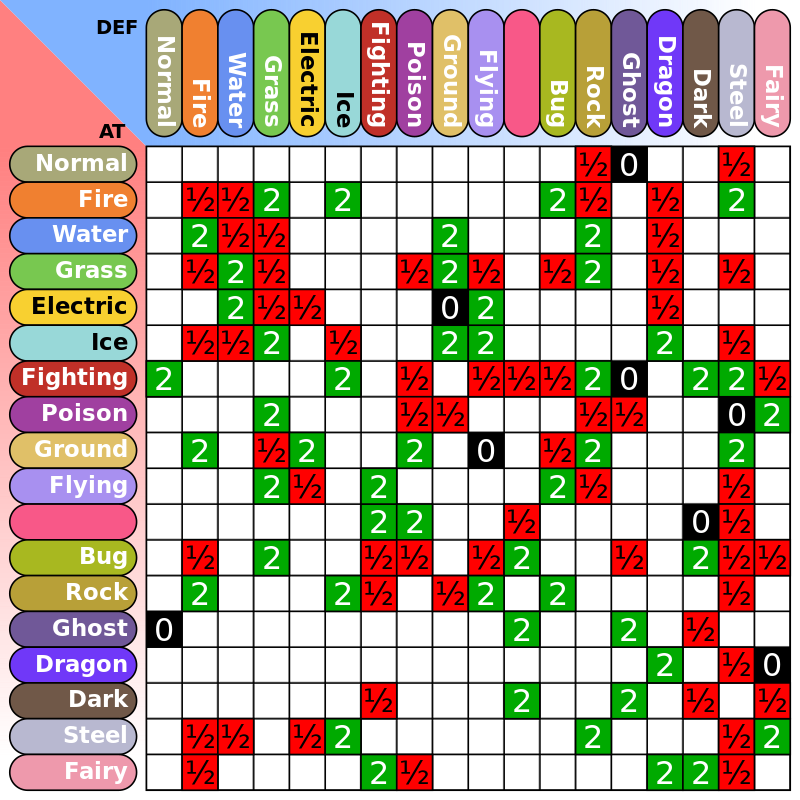 DEF
Normal Fire Water Grass Electric Ice Fighting Poison Ground Flying Bug Rock Ghost Dragon Dark Steel Fairy
AT
Normal ½ 0 ½
Fire ½ ½ 2 2 2 ½ ½ 2
Water 2 ½ ½ 2 2 ½
Grass ½ 2 ½ ½ 2 ½ ½ 2 ½ ½
Electric 2 ½ ½ 0 2 ½
Ice ½ ½ 2 ½ 2 2 2 ½
Fighting 2 2 ½ ½ ½ ½ 2 0 2 2 ½
Poison 2 ½ ½ ½ ½ 0 2
Ground 2 ½ 2 2 0 ½ 2 2
Flying 2 ½ 2 2 ½ ½
2 2 ½ 0 ½
Bug ½ 2 ½ ½ ½ 2 ½ 2 ½ ½
Rock 2 2 ½ ½ 2 2 ½
Ghost 0 2 2 ½
Dragon 2 ½ 0
Dark ½ 2 2 ½ ½
Steel ½ ½ ½ 2 2 ½ 2
Fairy ½ 2 ½ 2 2 ½